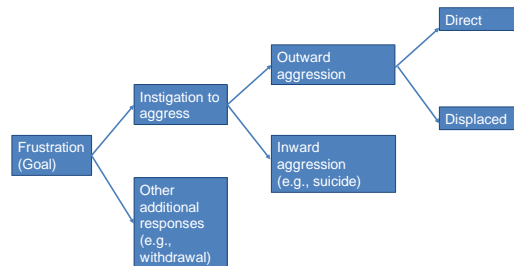 Direct
Outward
aggression
Instigation to
aggress
Displaced
Frustration
(Goal)
Inward
aggression
(e.g., suicide)
Other
additional
responses
(e.g.,
withdrawal)